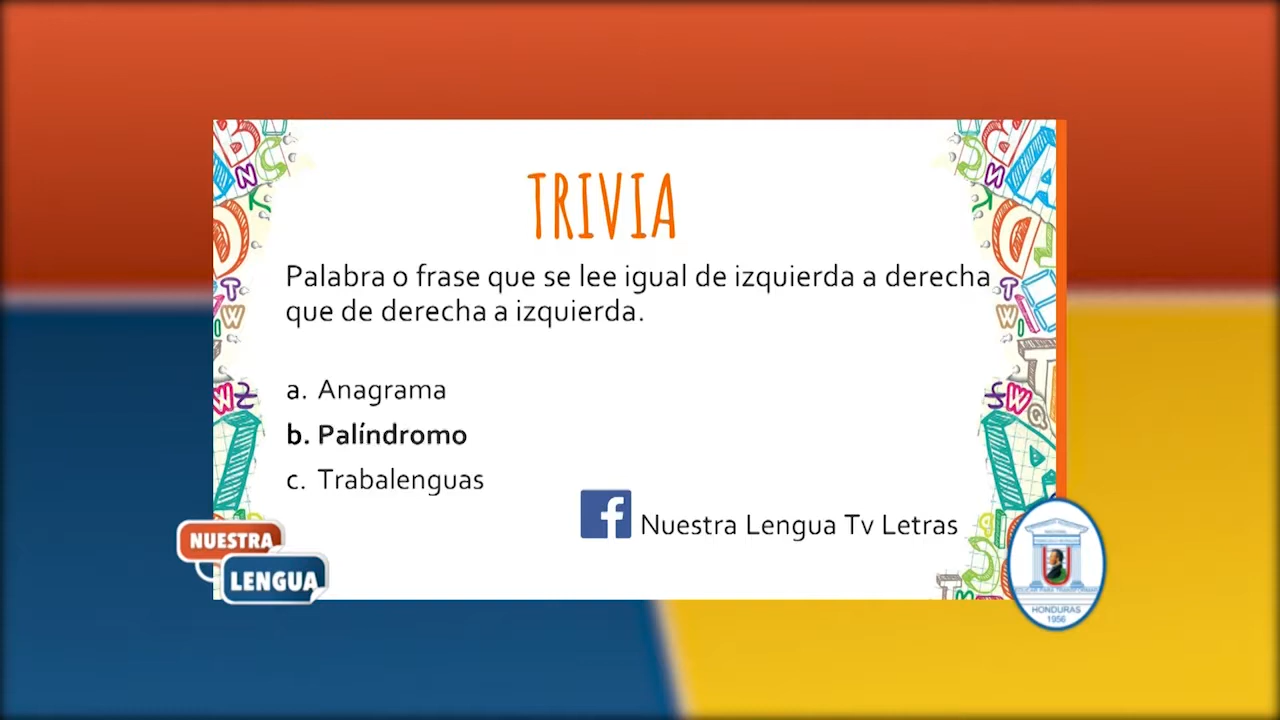 TRIVIA
Palabra o frase que se lee igual de izquierda a derecha
que de derecha a izquierda.
a. Anagrama
b. Palíndromo
c. Trabalenguas
Nuestra Lengua Tv Letras
NUESTRA
LENGUA
HONDURAS
1956